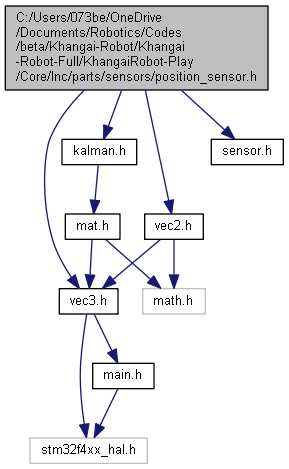 C:/Users/073be/OneDrive
/Documents/Robotics/Codes
/beta/Khangai-Robot/Khangai
-Robot-Full/KhangaiRobot-Play
/Core/Inc/parts/sensors/position_sensor.h
kalman.h
sensor.h
mat.h
vec2.h
vec3.h
math.h
main.h
stm32f4xx_hal.h